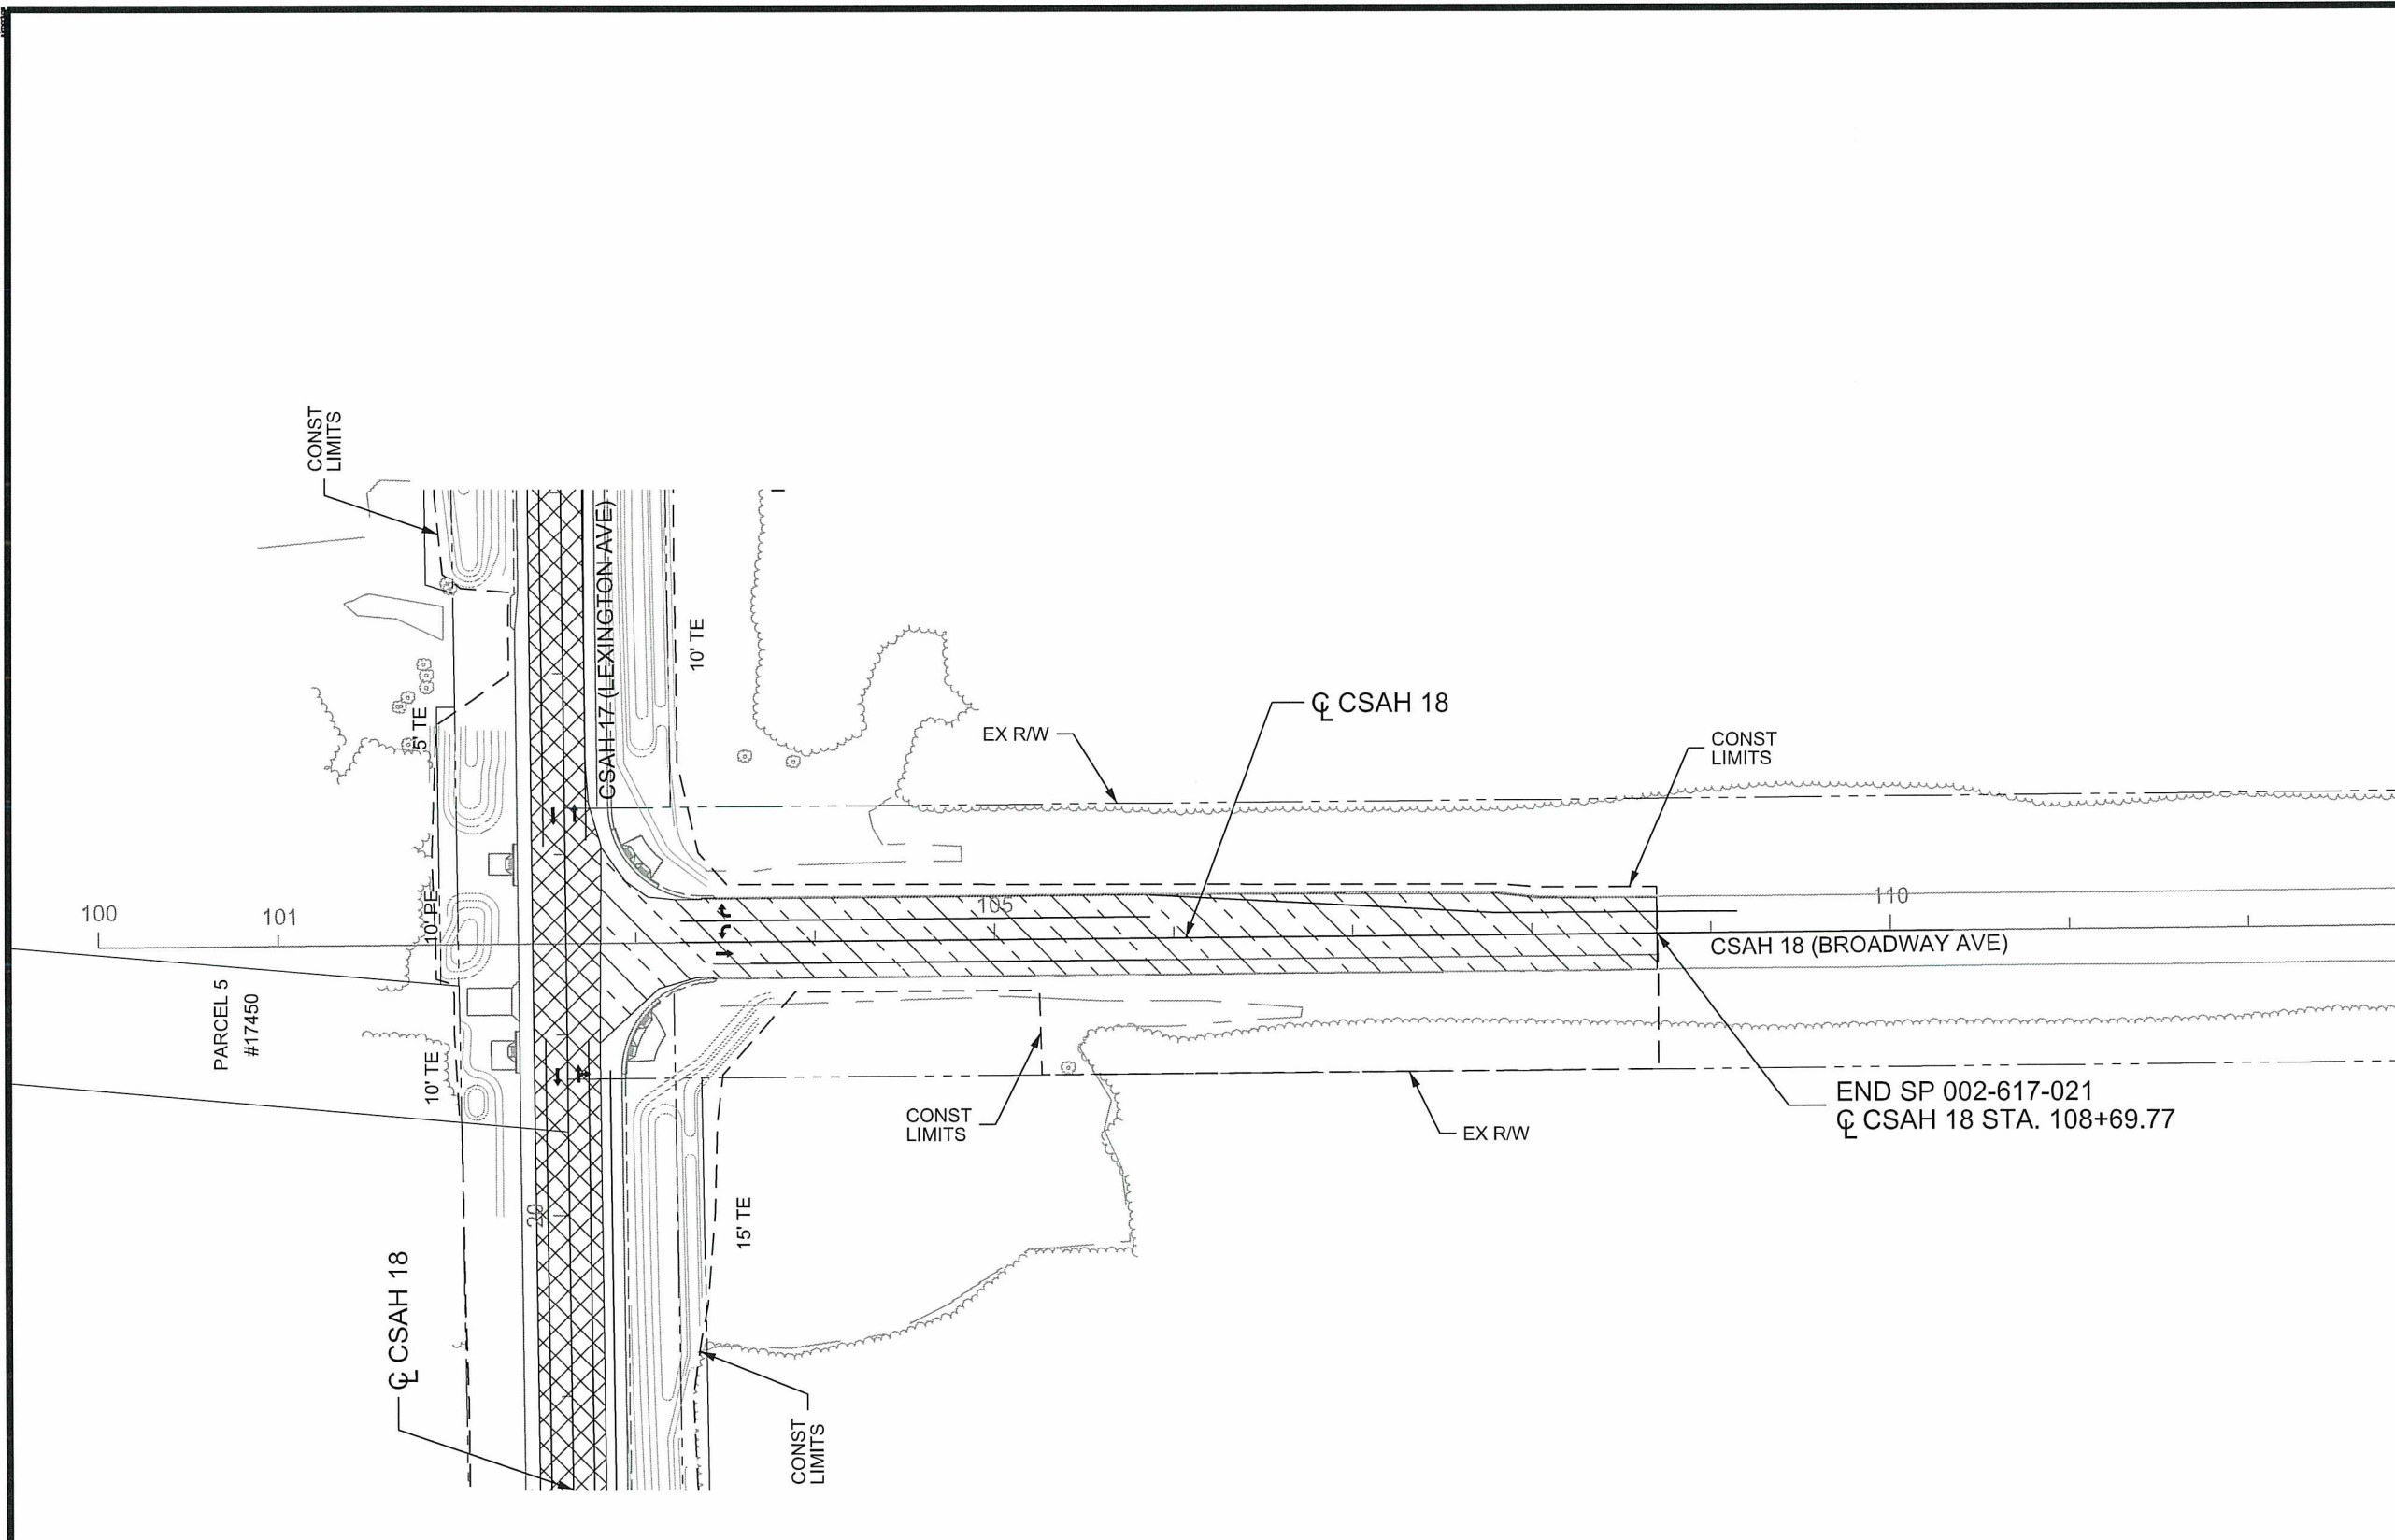 CONST
LIMITS
CSAH 17 (LEXINGTON AVE)
10' TE
5' TE
℄ CSAH 18
EX R/W
CONST
LIMITS
100
101
10' PE
105
110
CSAH 18 (BROADWAY AVE)
PARCEL 5
#17450
10' TE
END SP 002-617-021
℄ CSAH 18 STA. 108+69.77
CONST
LIMITS
EX R/W
20
15' TE
℄ CSAH 18
CONST
LIMITS